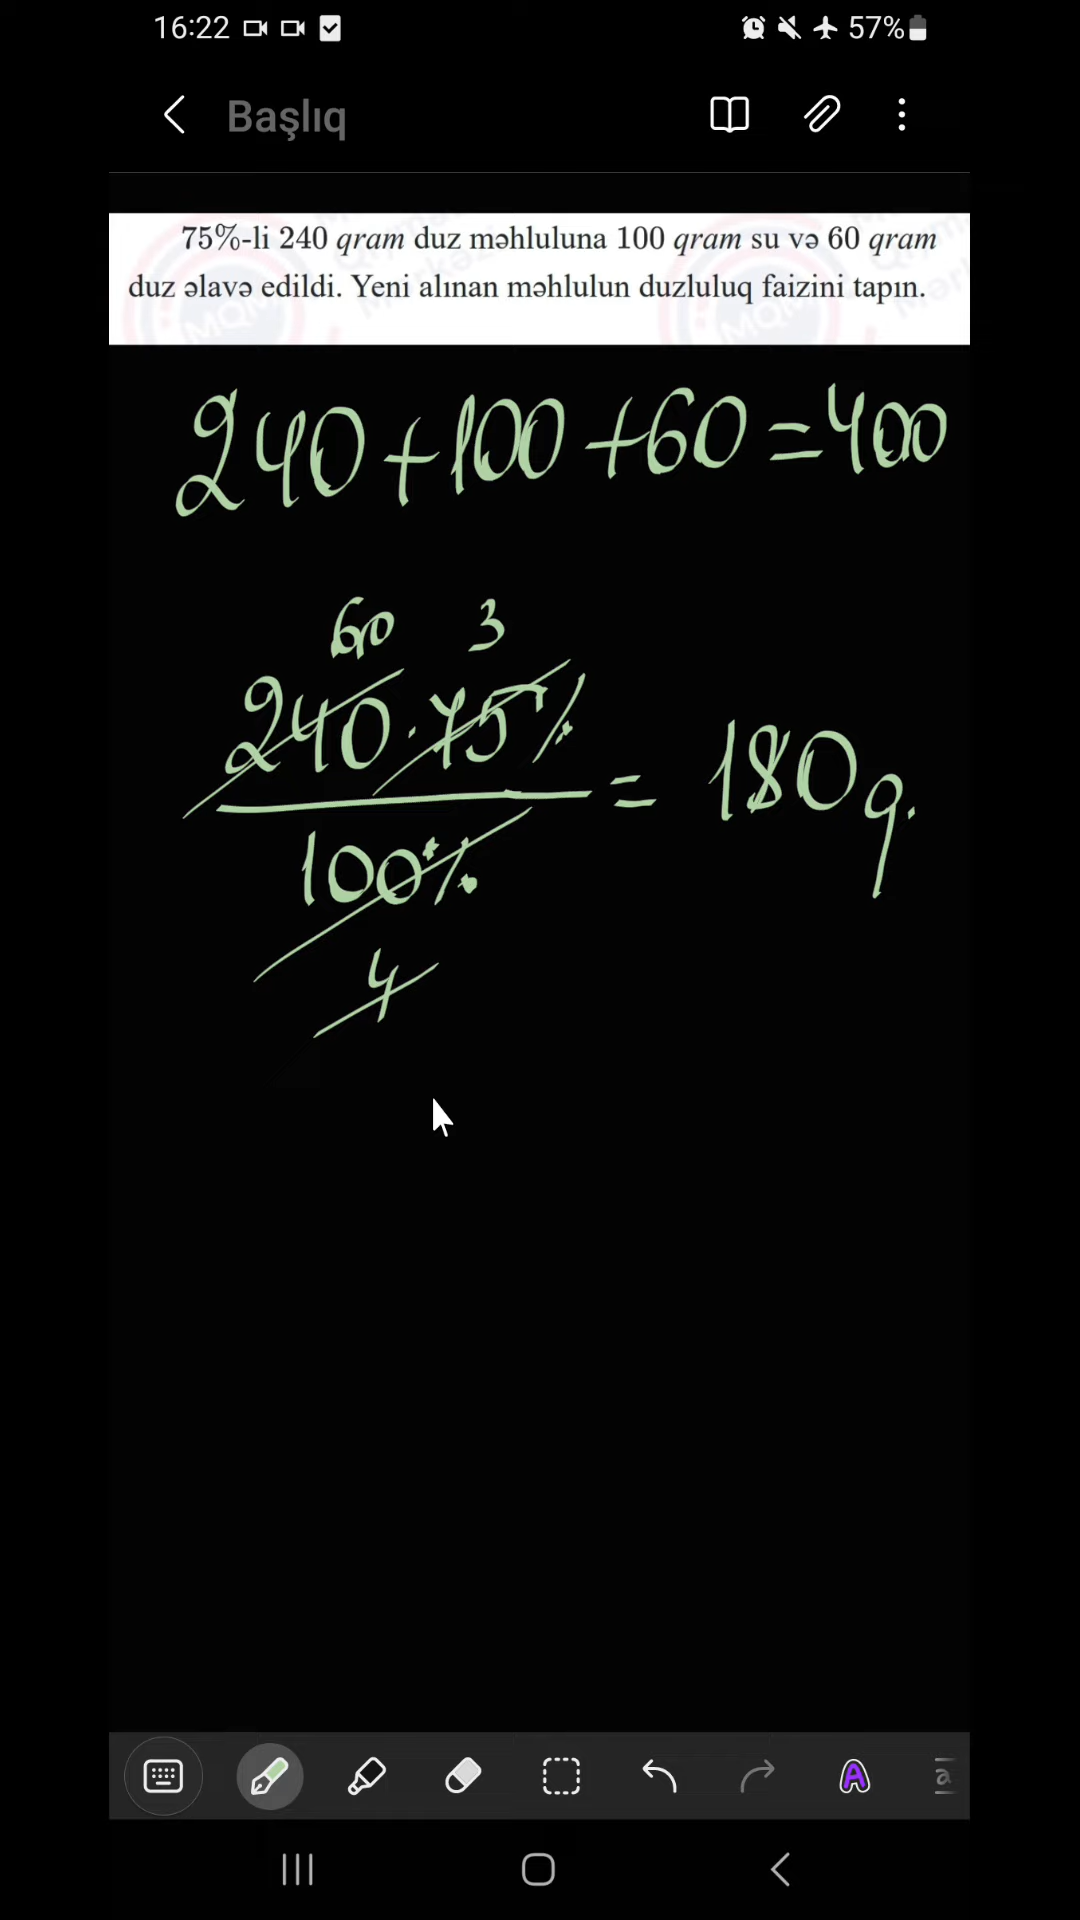 16:22 57%
Başlıq
75%-li 240 qram duz məhluluna 100 qram su və 60 qram
duz əlavə edildi. Yeni alınan məhlulun duzluluq faizini tapın.
240+100+60=400
60 3
240·75%
= 180q.
100%
4